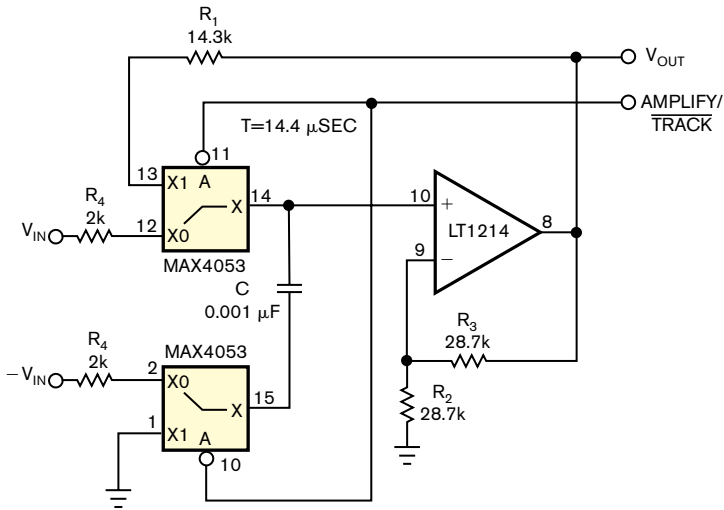 R1
14.3k
VOUT
AMPLIFY/
TRACK
T=14.4 µSEC
11
13
X1 A
14
10
+
8
R4
2k
X
LT1214
VIN
12
X0
9
−
MAX4053
C
0.001 µF
R3
28.7k
R4
2k
MAX4053
−VIN
2
X0
R2
28.7k
1
X
15
X1 A
10